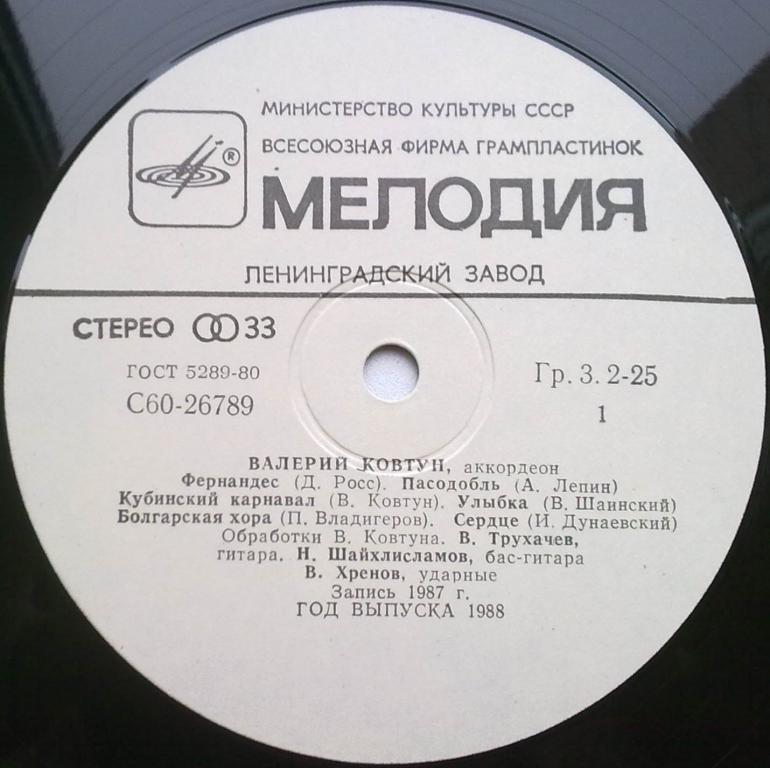 МИНИСТЕРСТВО КУЛЬТУРЫ СССР
ВСЕСОЮЗНАЯ ФИРМА ГРАМПЛАСТИНОК
®
МЕЛОДИЯ
ЛЕНИНГРАДСКИЙ ЗАВОД
СТЕРЕО 33
ГОСТ 5289-80
Гр. 3. 2-25
С60-26789
1
ВАЛЕРИЙ КОВТУН, аккордеон
Фернандес (Д. Росс). Пасодобль (А. Лепин)
Кубинский карнавал (В. Ковтун). Улыбка (В. Шаинский)
Болгарская хора (П. Владигеров). Сердце (И. Дунаевский)
Обработки В. Ковтуна. В. Трухачев,
гитара. Н. Шайхлисламов, бас-гитара
В. Хренов, ударные
Запись 1987 г.
ГОД ВЫПУСКА 1988